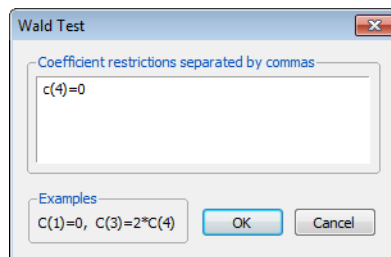 Wald Test
Coefficient restrictions separated by commas
c(4)=0
Examples
C(1)=0, C(3)=2*C(4)
OK
Cancel